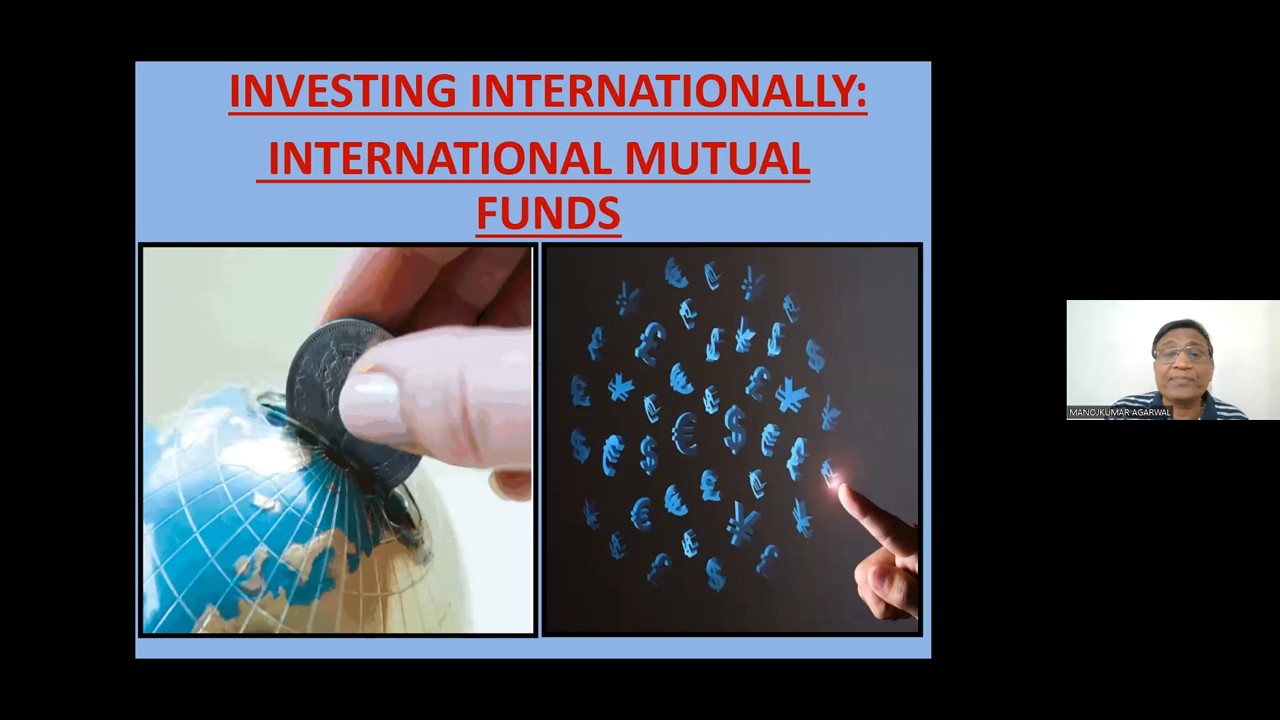 INVESTING INTERNATIONALLY:
INTERNATIONAL MUTUAL
FUNDS
MANOJKUMAR AGARWAL